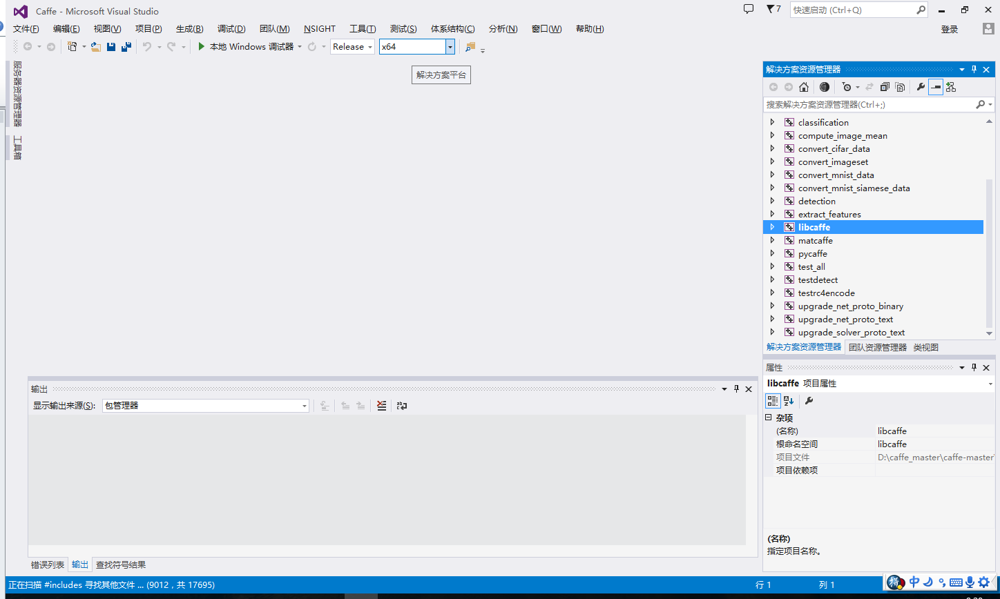 Caffe - Microsoft Visual Studio
7
快速启动 (Ctrl+Q)
文件(F) 编辑(E) 视图(V) 项目(P) 生成(B) 调试(D) 团队(M) NSIGHT 工具(T) 测试(S) 体系结构(C) 分析(N) 窗口(W) 帮助(H)
登录
本地 Windows 调试器 Release x64
解决方案平台
服务器资源管理器
工具箱
解决方案资源管理器
搜索解决方案资源管理器(Ctrl+;)
classification
compute_image_mean
convert_cifar_data
convert_imageset
convert_mnist_data
convert_mnist_siamese_data
detection
extract_features
libcaffe
matcaffe
pycaffe
test_all
testdetect
testrc4encode
upgrade_net_proto_binary
upgrade_net_proto_text
upgrade_solver_proto_text
解决方案资源管理器 团队资源管理器 类视图
属性
libcaffe 项目属性
杂项
(名称) libcaffe
根命名空间 libcaffe
项目文件 D:\caffe_master\caffe-master\
项目依赖项
(名称)
指定项目名称。
输出
显示输出来源(S): 包管理器
错误列表 输出 查找符号结果
正在扫描 #includes 寻找其他文件 ... (9012，共 17695)
行 1 列 1
拼 中